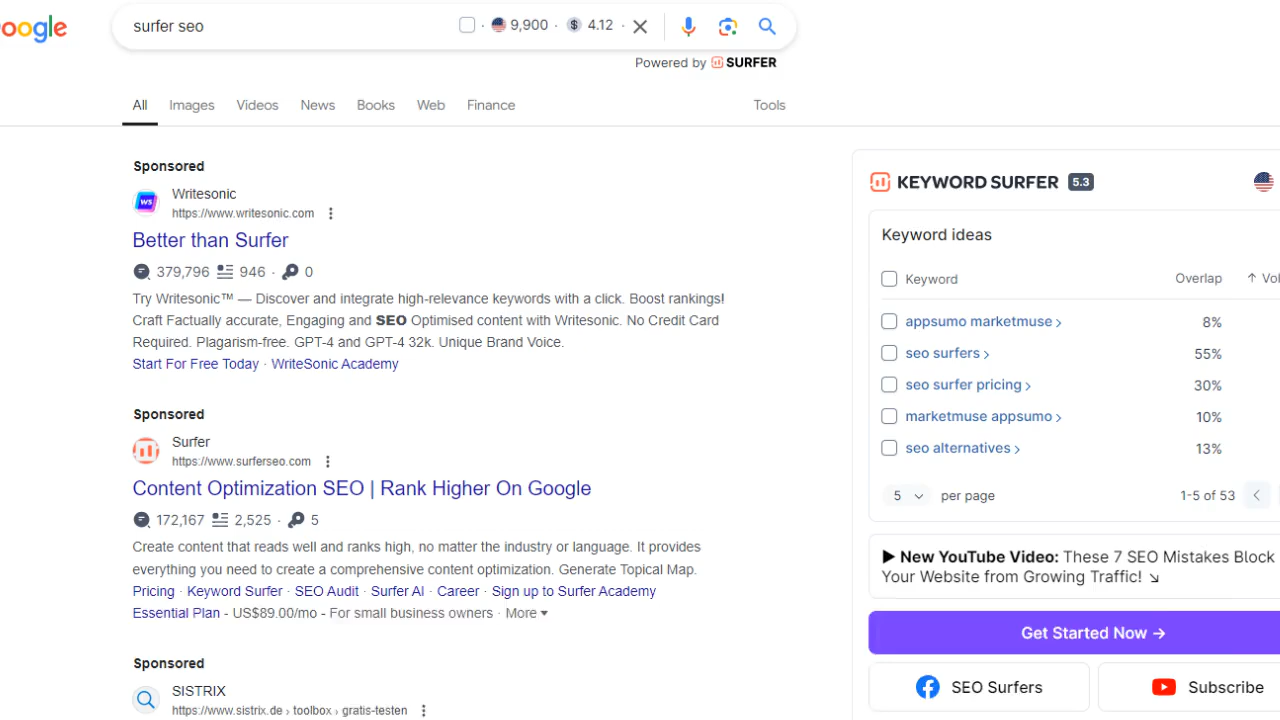 oogle
surfer seo
9,900 · $ 4.12 ·
Powered by SURFER
All Images Videos News Books Web Finance Tools
Sponsored
WS
Writesonic
https://www.writesonic.com
Better than Surfer
379,796 946 · 0
Try Writesonic™ — Discover and integrate high-relevance keywords with a click. Boost rankings!
Craft Factually accurate, Engaging and SEO Optimised content with Writesonic. No Credit Card
Required. Plagarism-free. GPT-4 and GPT-4 32k. Unique Brand Voice.
Start For Free Today · WriteSonic Academy
Sponsored
Surfer
https://www.surferseo.com
Content Optimization SEO | Rank Higher On Google
172,167 2,525 · 5
Create content that reads well and ranks high, no matter the industry or language. It provides
everything you need to create a comprehensive content optimization. Generate Topical Map.
Pricing · Keyword Surfer · SEO Audit · Surfer AI · Career · Sign up to Surfer Academy
Essential Plan - US$89.00/mo - For small business owners · More
Sponsored
SISTRIX
https://www.sistrix.de › toolbox › gratis-testen
KEYWORD SURFER 5.3
Keyword ideas
Keyword Overlap ↑ Vol
appsumo marketmuse › 8%
seo surfers › 55%
seo surfer pricing › 30%
marketmuse appsumo › 10%
seo alternatives › 13%
5 per page 1-5 of 53
▶ New YouTube Video: These 7 SEO Mistakes Block
Your Website from Growing Traffic! ↘
Get Started Now →
SEO Surfers
Subscribe